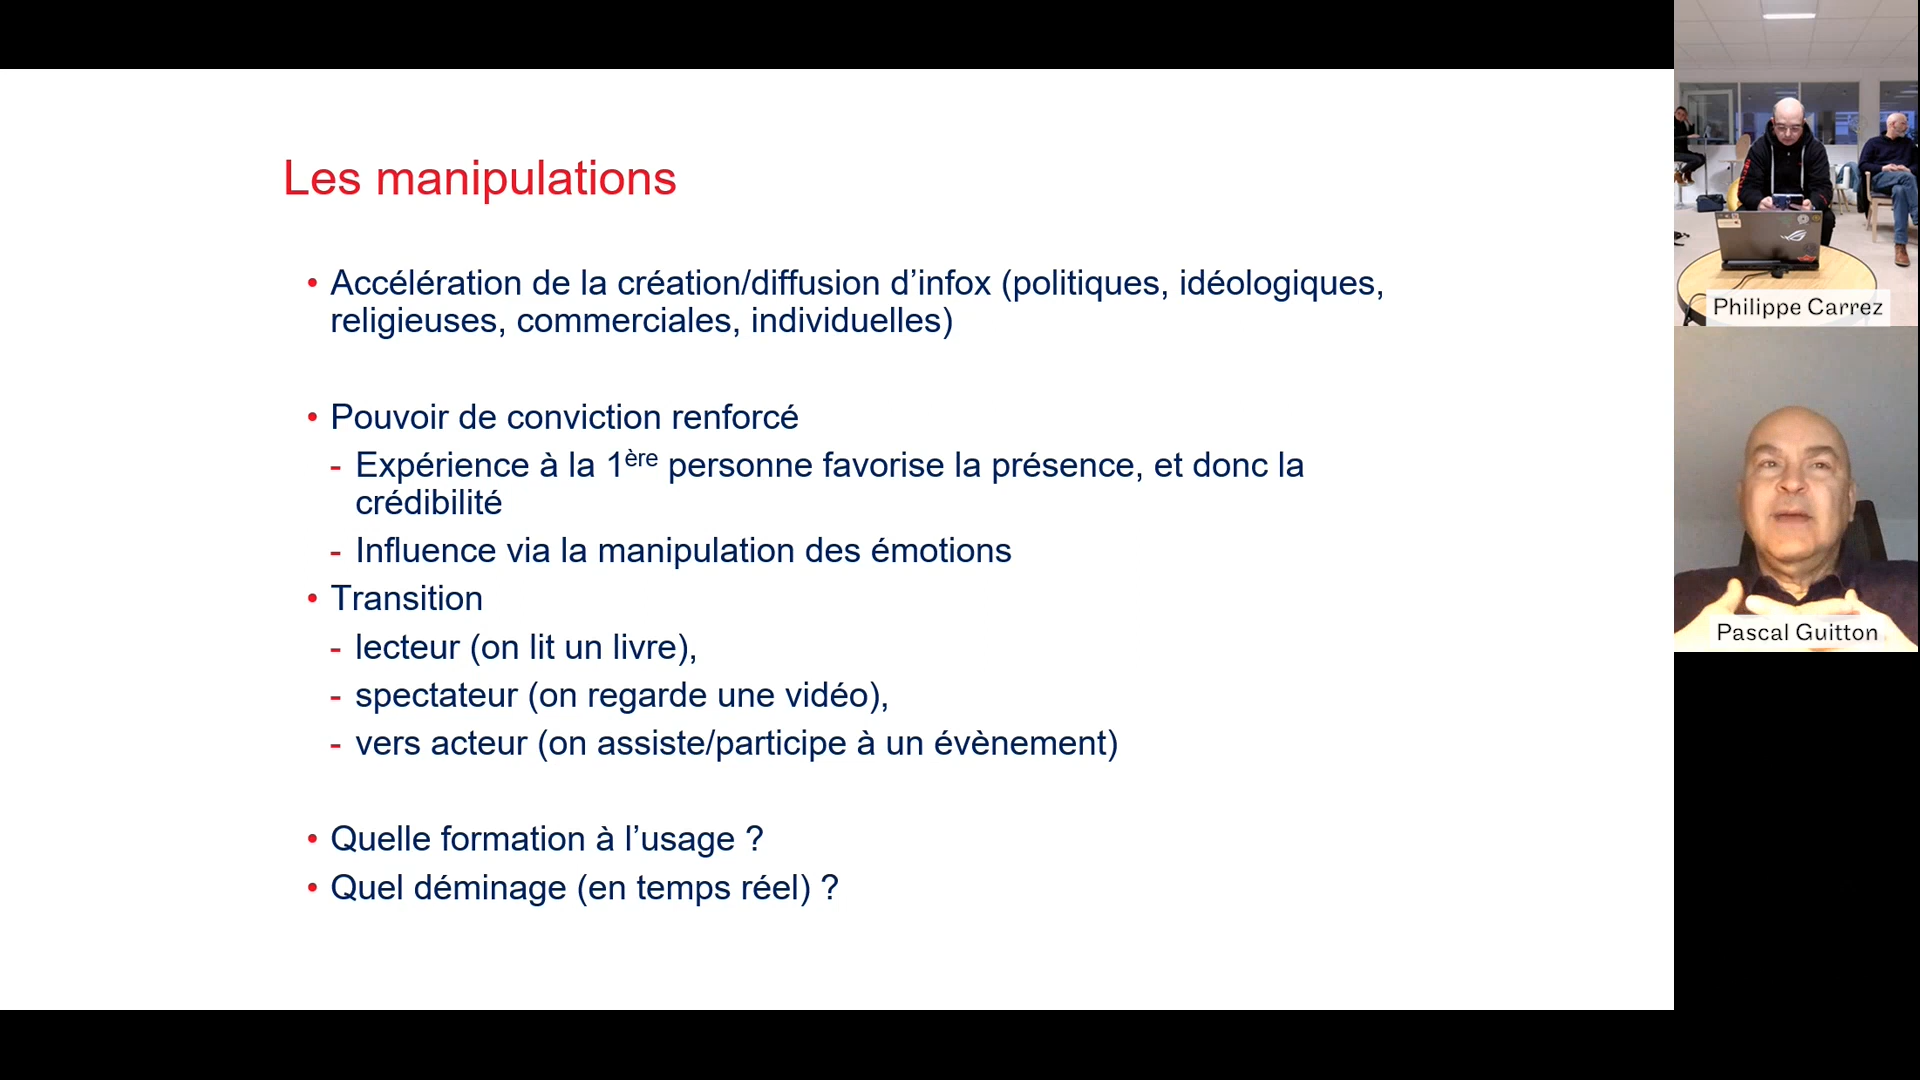 Les manipulations
• Accélération de la création/diffusion d’infox (politiques, idéologiques,
religieuses, commerciales, individuelles)
• Pouvoir de conviction renforcé
- Expérience à la 1ère personne favorise la présence, et donc la
crédibilité
- Influence via la manipulation des émotions
• Transition
- lecteur (on lit un livre),
- spectateur (on regarde une vidéo),
- vers acteur (on assiste/participe à un évènement)
• Quelle formation à l’usage ?
• Quel déminage (en temps réel) ?
Philippe Carrez
Pascal Guitton